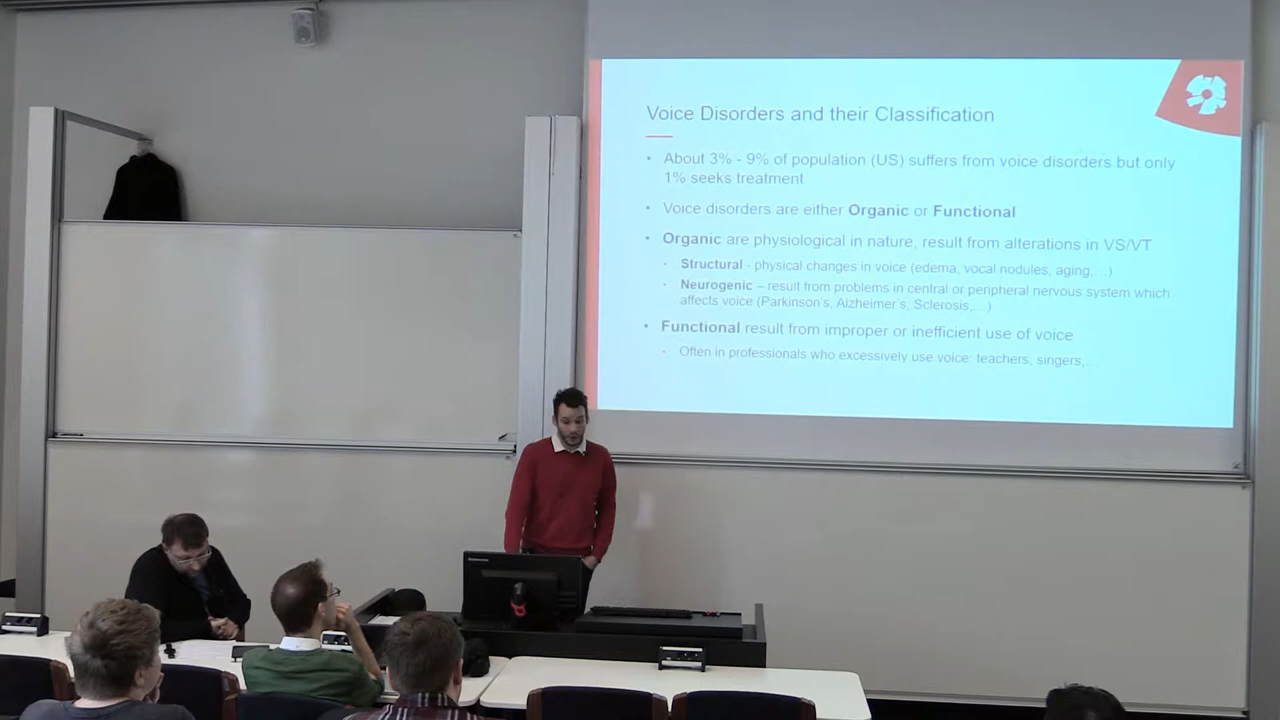 Voice Disorders and their Classification
• About 3% - 9% of population (US) suffers from voice disorders but only
1% seeks treatment
• Voice disorders are either Organic or Functional
• Organic are physiological in nature, result from alterations in VS/VT
• Structural - physical changes in voice (edema, vocal nodules, aging,...)
• Neurogenic – result from problems in central or peripheral nervous system which
affects voice (Parkinson's, Alzheimer's, Sclerosis,...)
• Functional result from improper or inefficient use of voice
• Often in professionals who excessively use voice: teachers, singers,...